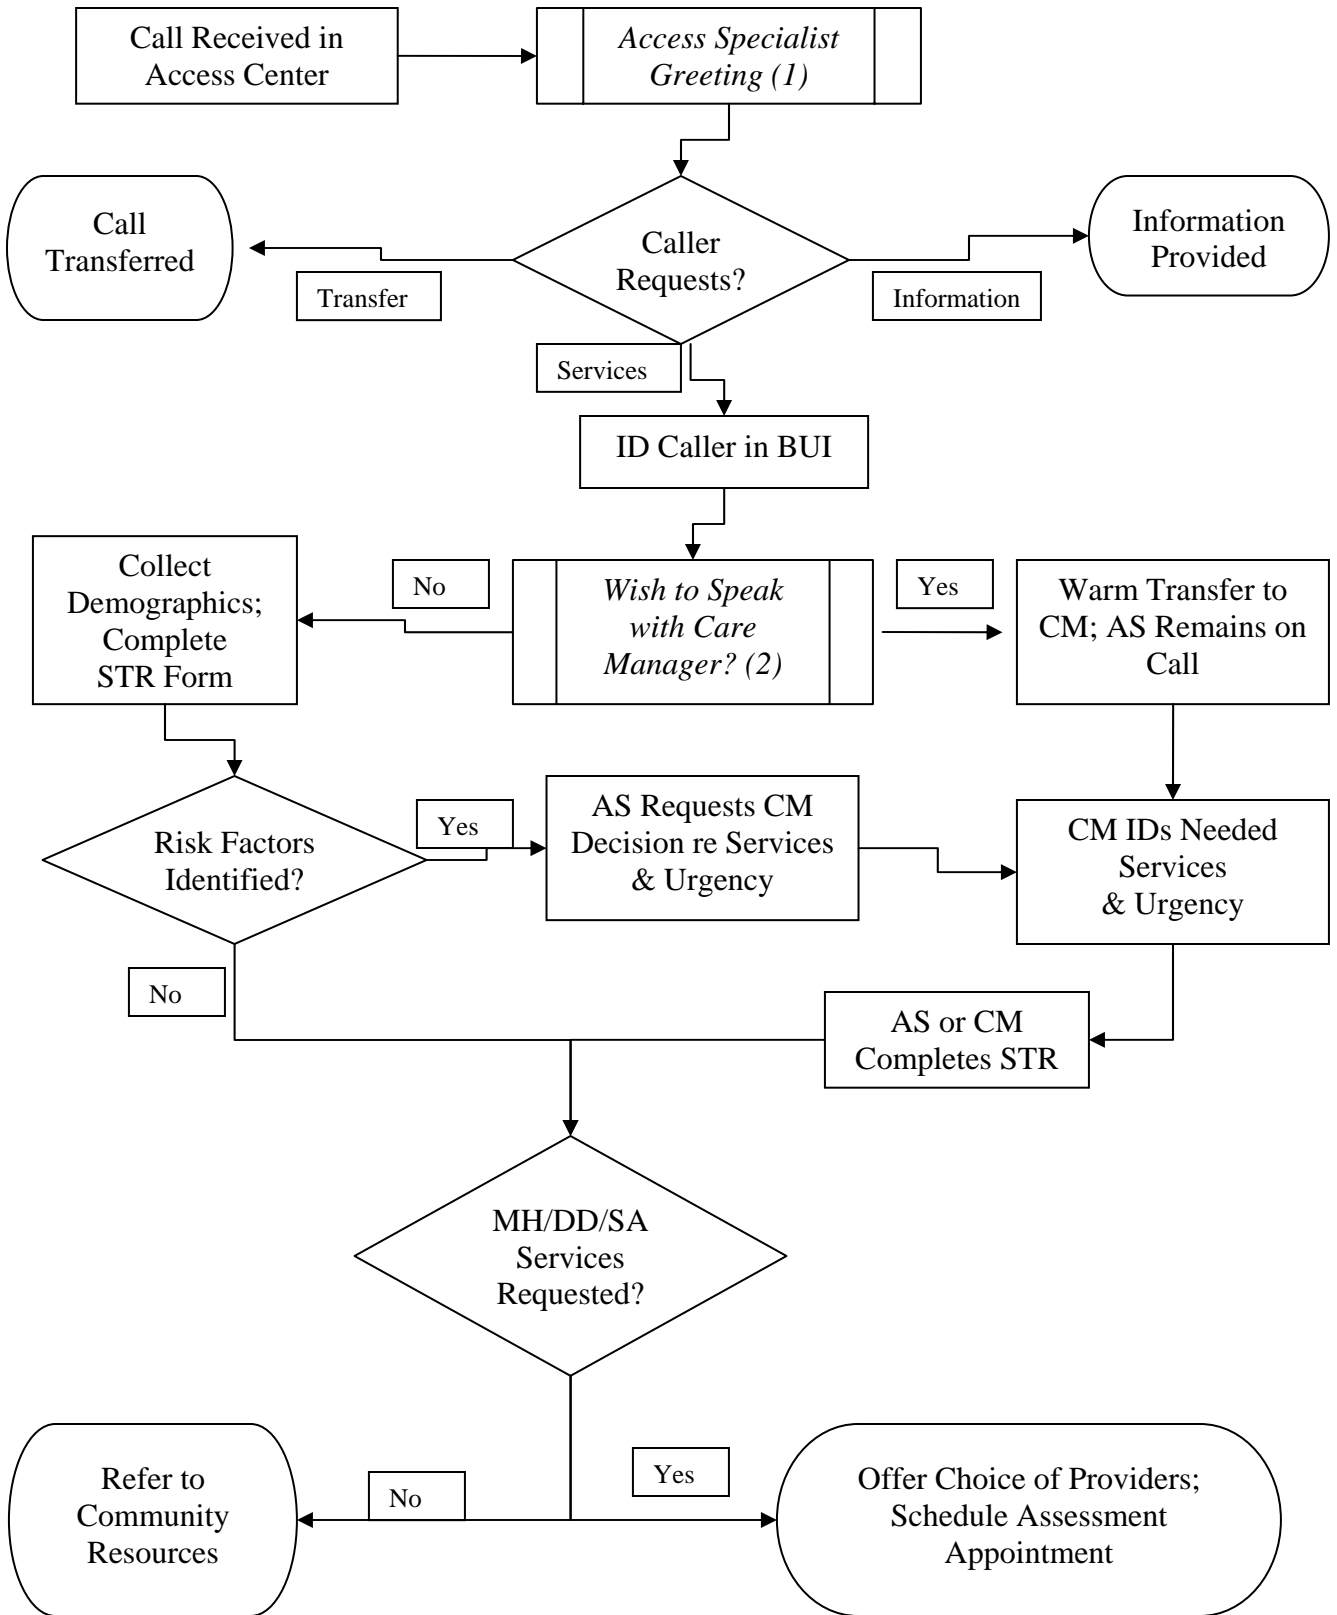 Call Received in
Access Center
Access Specialist
Greeting (1)
Call
Transferred
Caller
Requests?
Information
Provided
Transfer
Information
Services
ID Caller in BUI
Collect
Demographics;
Complete
STR Form
No
Wish to Speak
with Care
Manager? (2)
Yes
Warm Transfer to
CM; AS Remains on
Call
Risk Factors
Identified?
Yes
AS Requests CM
Decision re Services
& Urgency
CM IDs Needed
Services
& Urgency
No
AS or CM
Completes STR
MH/DD/SA
Services
Requested?
Refer to
Community
Resources
No
Yes
Offer Choice of Providers;
Schedule Assessment
Appointment